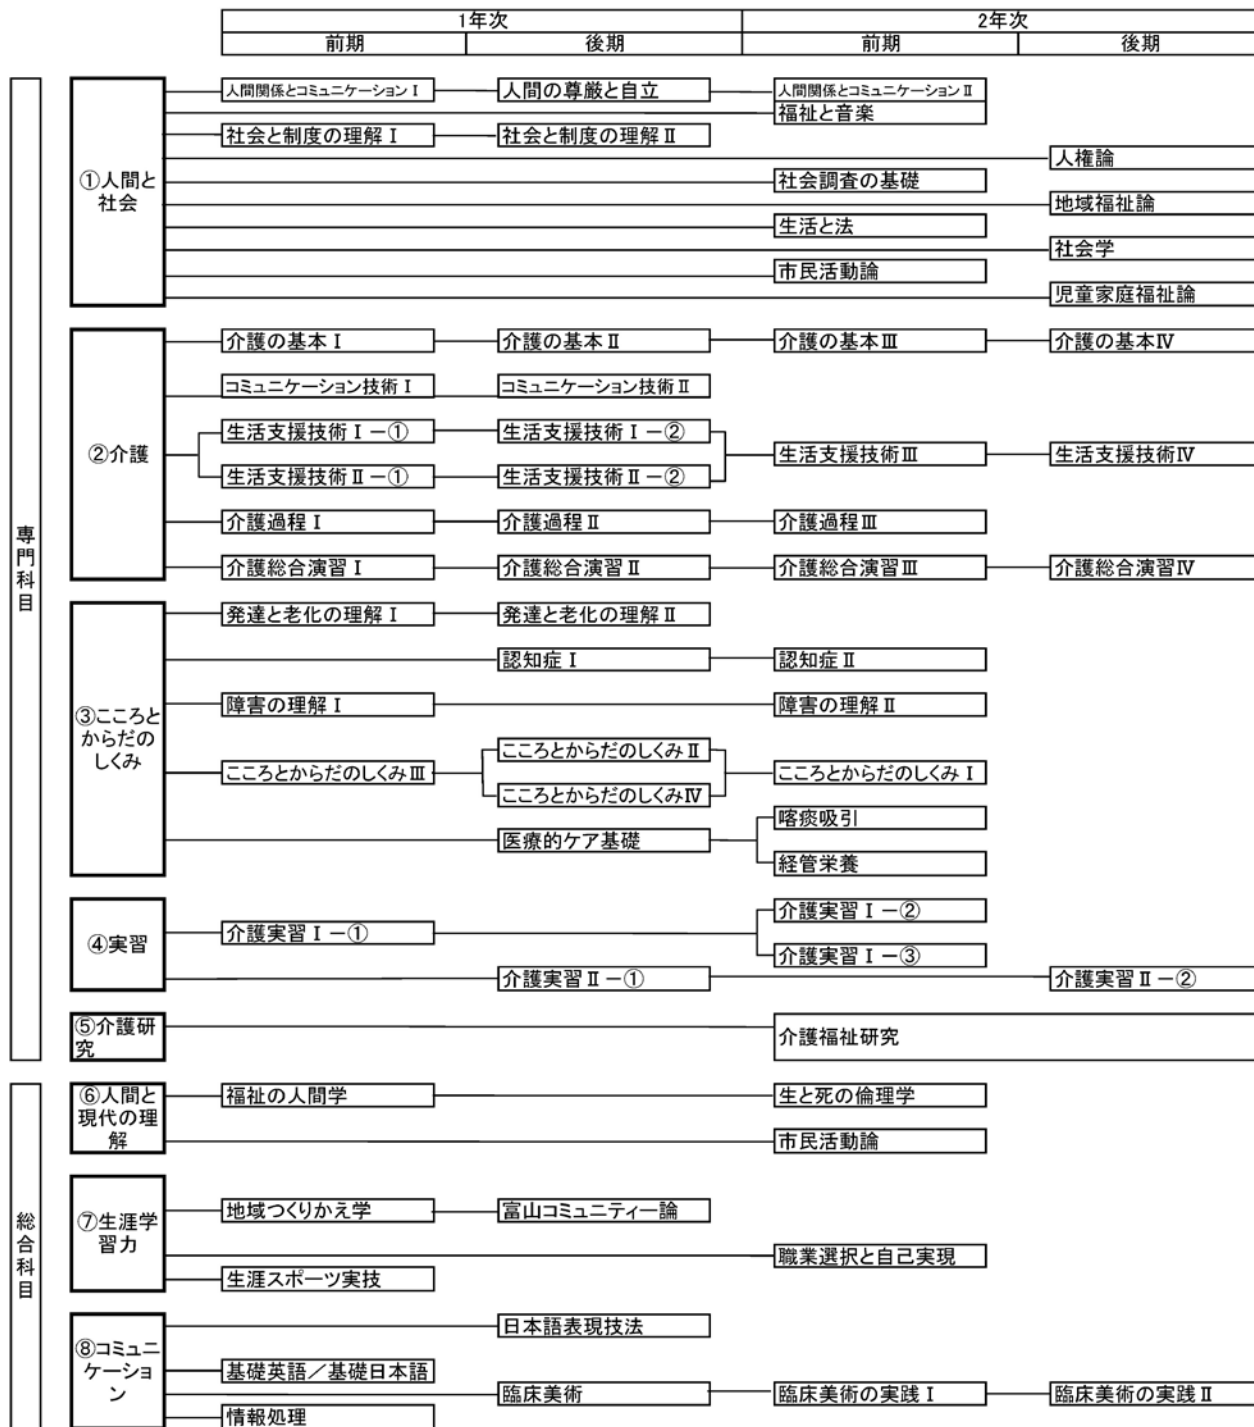 1年次 2年次
前期 後期 前期 後期
専門科目
①人間と
社会
人間関係とコミュニケーションⅠ 人間の尊厳と自立 人間関係とコミュニケーションⅡ
福祉と音楽
社会と制度の理解Ⅰ 社会と制度の理解Ⅱ
人権論
社会調査の基礎
地域福祉論
生活と法
社会学
市民活動論
児童家庭福祉論
②介護
介護の基本Ⅰ 介護の基本Ⅱ 介護の基本Ⅲ 介護の基本Ⅳ
コミュニケーション技術Ⅰ コミュニケーション技術Ⅱ
生活支援技術Ⅰ－① 生活支援技術Ⅰ－②
生活支援技術Ⅲ 生活支援技術Ⅳ
生活支援技術Ⅱ－① 生活支援技術Ⅱ－②
介護過程Ⅰ 介護過程Ⅱ 介護過程Ⅲ
介護総合演習Ⅰ 介護総合演習Ⅱ 介護総合演習Ⅲ 介護総合演習Ⅳ
③こころと
からだの
しくみ
発達と老化の理解Ⅰ 発達と老化の理解Ⅱ
認知症Ⅰ 認知症Ⅱ
障害の理解Ⅰ 障害の理解Ⅱ
こころとからだのしくみⅡ
こころとからだのしくみⅢ こころとからだのしくみⅠ
こころとからだのしくみⅣ
喀痰吸引
医療的ケア基礎
経管栄養
④実習
介護実習Ⅰ－②
介護実習Ⅰ－①
介護実習Ⅰ－③
介護実習Ⅱ－① 介護実習Ⅱ－②
⑤介護研
究
介護福祉研究
総合科目
⑥人間と
現代の理
解
福祉の人間学 生と死の倫理学
市民活動論
⑦生涯学
習力
地域つくりかえ学 富山コミュニティー論
職業選択と自己実現
生涯スポーツ実技
⑧コミュニ
ケーショ
ン
日本語表現技法
基礎英語／基礎日本語
臨床美術 臨床美術の実践Ⅰ 臨床美術の実践Ⅱ
情報処理